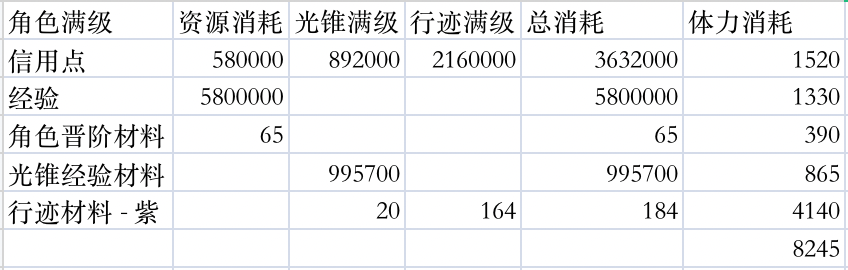 角色满级 资源消耗 光锥满级 行迹满级 总消耗 体力消耗
信用点 580000 892000 2160000 3632000 1520
经验 5800000 5800000 1330
角色晋阶材料 65 65 390
光锥经验材料 995700 995700 865
行迹材料 - 紫 20 164 184 4140
8245